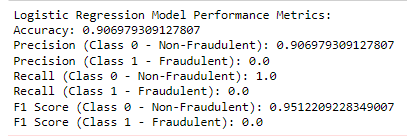 Logistic Regression Model Performance Metrics:
Accuracy: 0.906979309127807
Precision (Class 0 - Non-Fraudulent): 0.906979309127807
Precision (Class 1 - Fraudulent): 0.0
Recall (Class 0 - Non-Fraudulent): 1.0
Recall (Class 1 - Fraudulent): 0.0
F1 Score (Class 0 - Non-Fraudulent): 0.9512209228349007
F1 Score (Class 1 - Fraudulent): 0.0